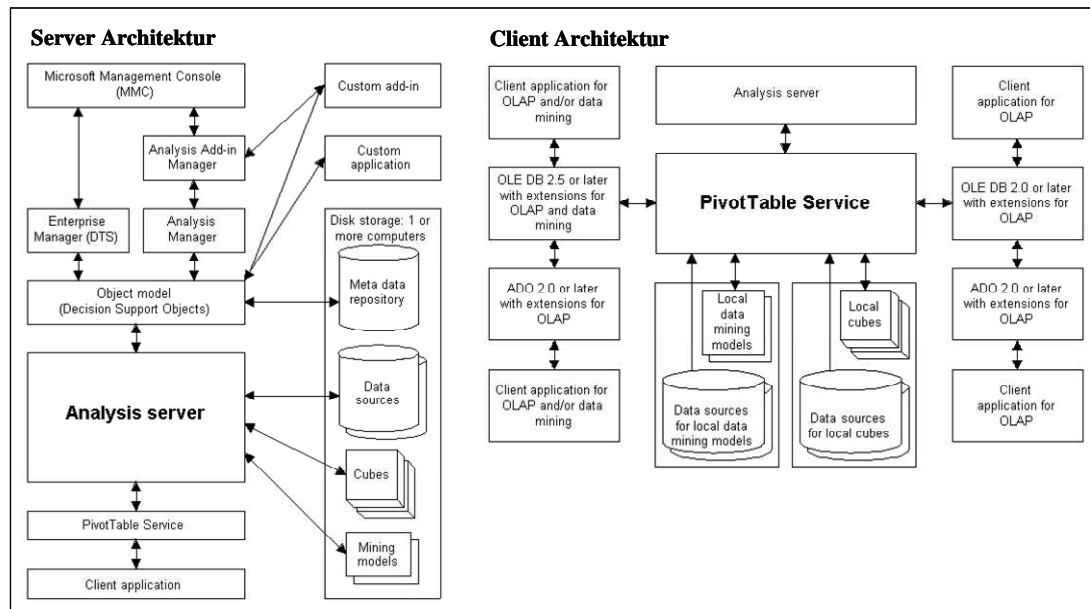 Server Architektur
Microsoft Management Console
(MMC)
Custom add-in
Analysis Add-in
Manager
Custom
application
Enterprise
Manager (DTS)
Analysis
Manager
Disk storage: 1 or
more computers
Object model
(Decision Support Objects)
Meta data
repository
Analysis server
Data
sources
Cubes
PivotTable Service
Mining
models
Client application
Client Architektur
Client application for
OLAP and/or data
mining
Analysis server
Client
application for
OLAP
OLE DB 2.5 or later
with extensions for
OLAP and data
mining
PivotTable Service
OLE DB 2.0 or later
with extensions for
OLAP
ADO 2.0 or later
with extensions for
OLAP
Local
data
mining
models
Local
cubes
ADO 2.0 or later
with extensions for
OLAP
Client application for
OLAP and/or data
mining
Data sources
for local data
mining models
Data sources
for local cubes
Client
application for
OLAP